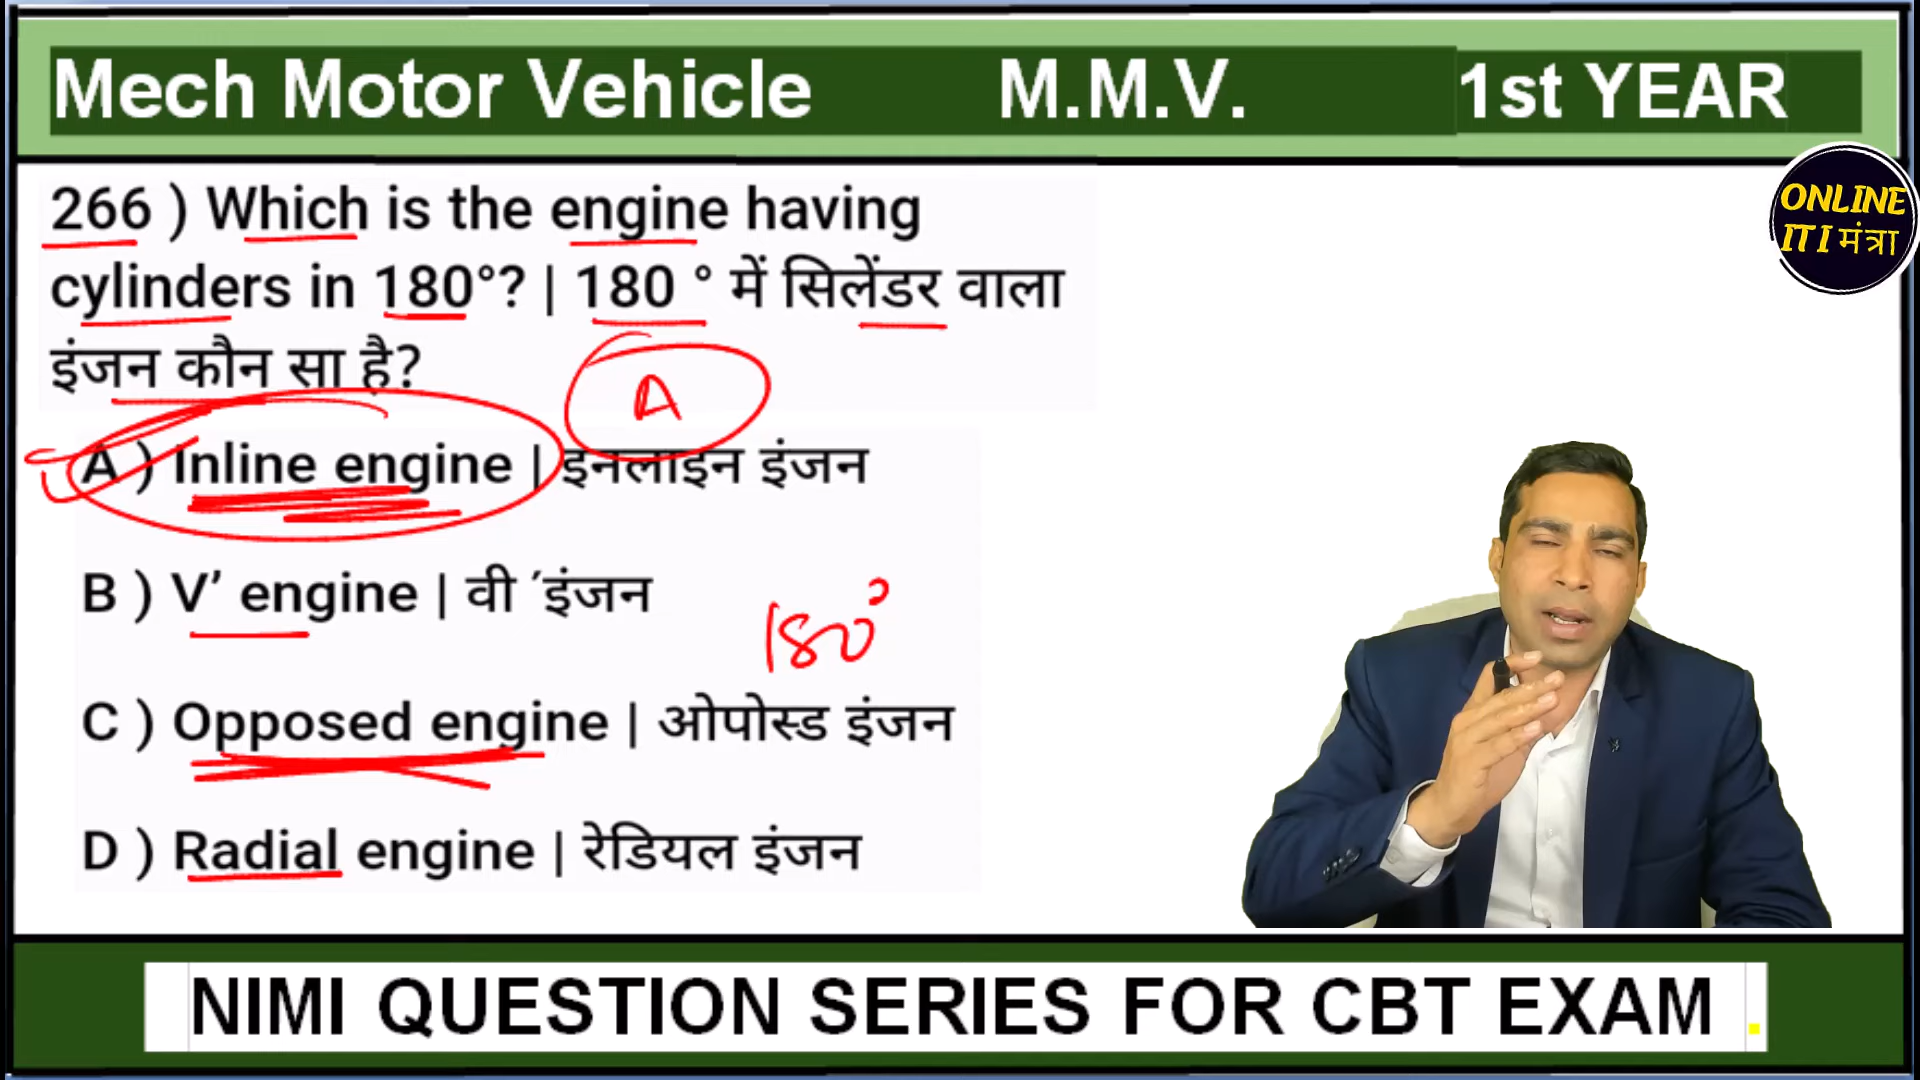 Mech Motor Vehicle M.M.V. 1st YEAR
ONLINE
ITI मंत्रा
266 ) Which is the engine having
cylinders in 180°? | 180 ° में सिलेंडर वाला
इंजन कौन सा है?
A
A ) Inline engine | इनलाइन इंजन
B ) V’ engine | वी ´इंजन
180°
C ) Opposed engine | ओपोस्ड इंजन
D ) Radial engine | रेडियल इंजन
NIMI QUESTION SERIES FOR CBT EXAM .